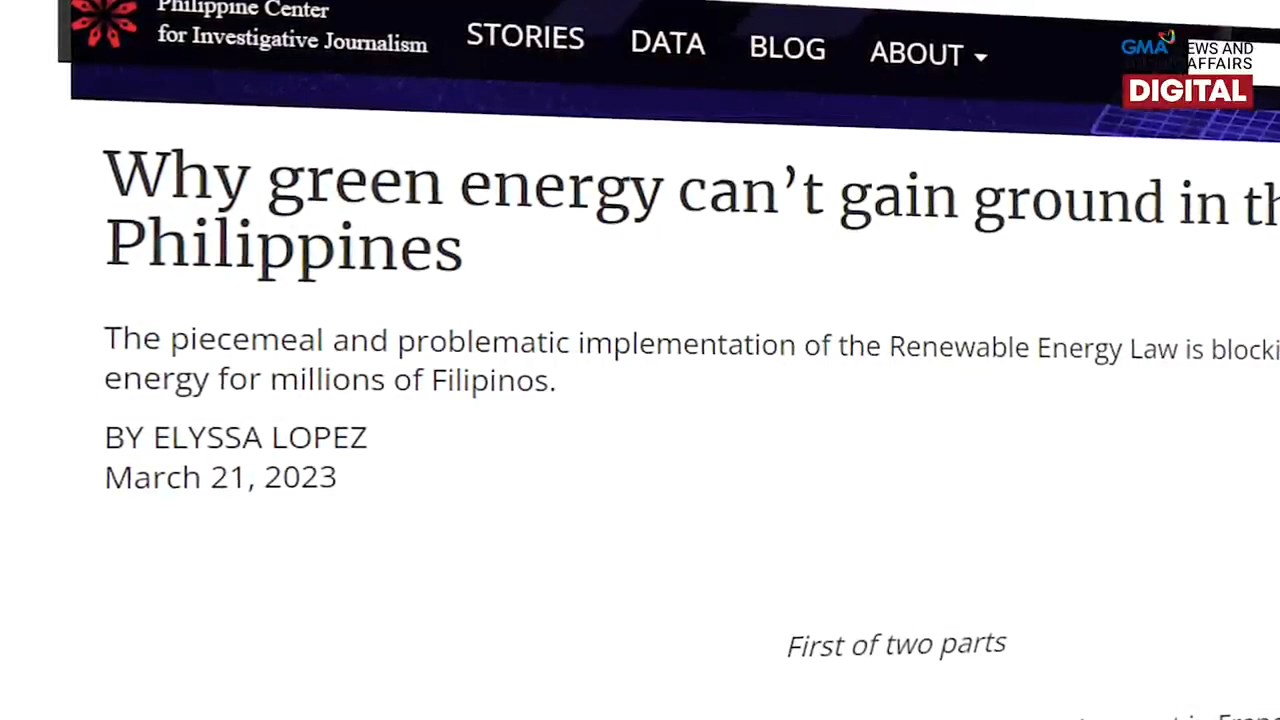 Philippine Center
for Investigative Journalism
STORIES
DATA
BLOG
ABOUT
GMA NEWS AND
AFFAIRS
DIGITAL
Why green energy can't gain ground in th
Philippines
The piecemeal and problematic implementation of the Renewable Energy Law is blocki
energy for millions of Filipinos.
BY ELYSSA LOPEZ
March 21, 2023
First of two parts